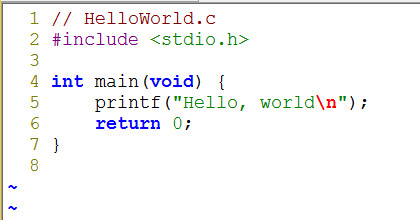 1 // HelloWorld.c
2 #include <stdio.h>
3
4 int main(void) {
5     printf("Hello, world\n");
6     return 0;
7 }
8
~
~